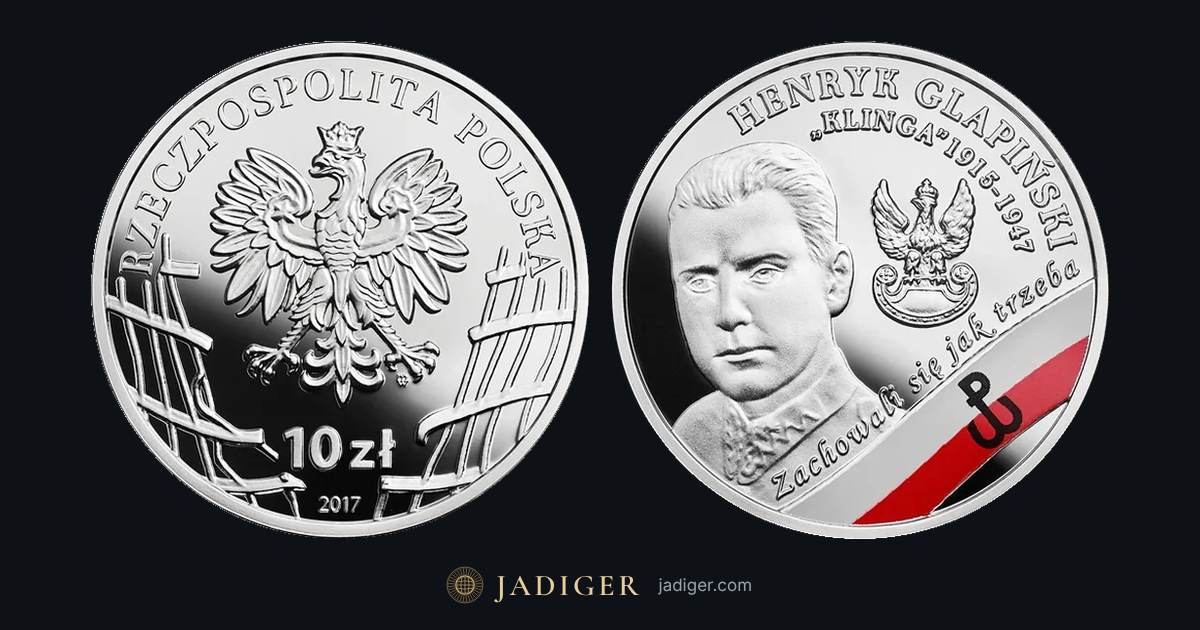 RZECZPOSPOLITA POLSKA
10 zł
2017
HENRYK GLAPIŃSKI
„KLINGA” 1915-1947
Zachowali się jak trzeba
JADIGER jadiger.com